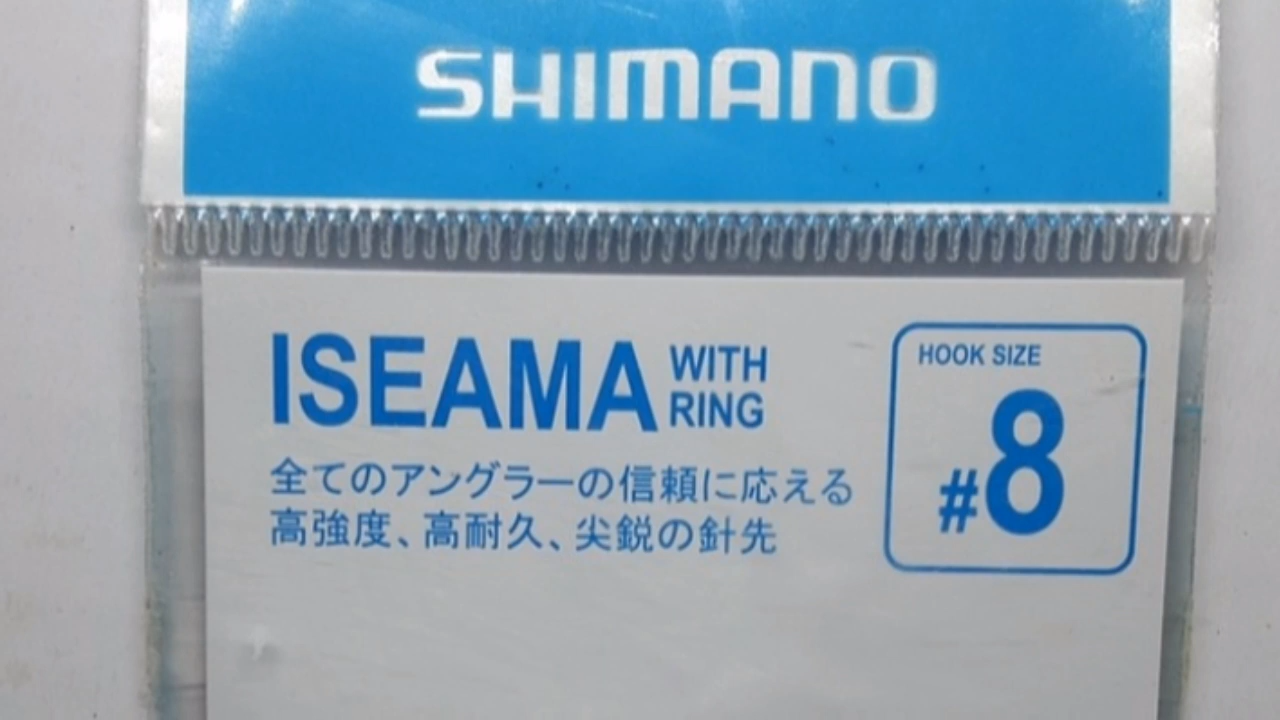 SHIMANO
ISEAMA WITH RING
HOOK SIZE
#8
全てのアングラーの信頼に応える
高強度、高耐久、尖鋭の針先